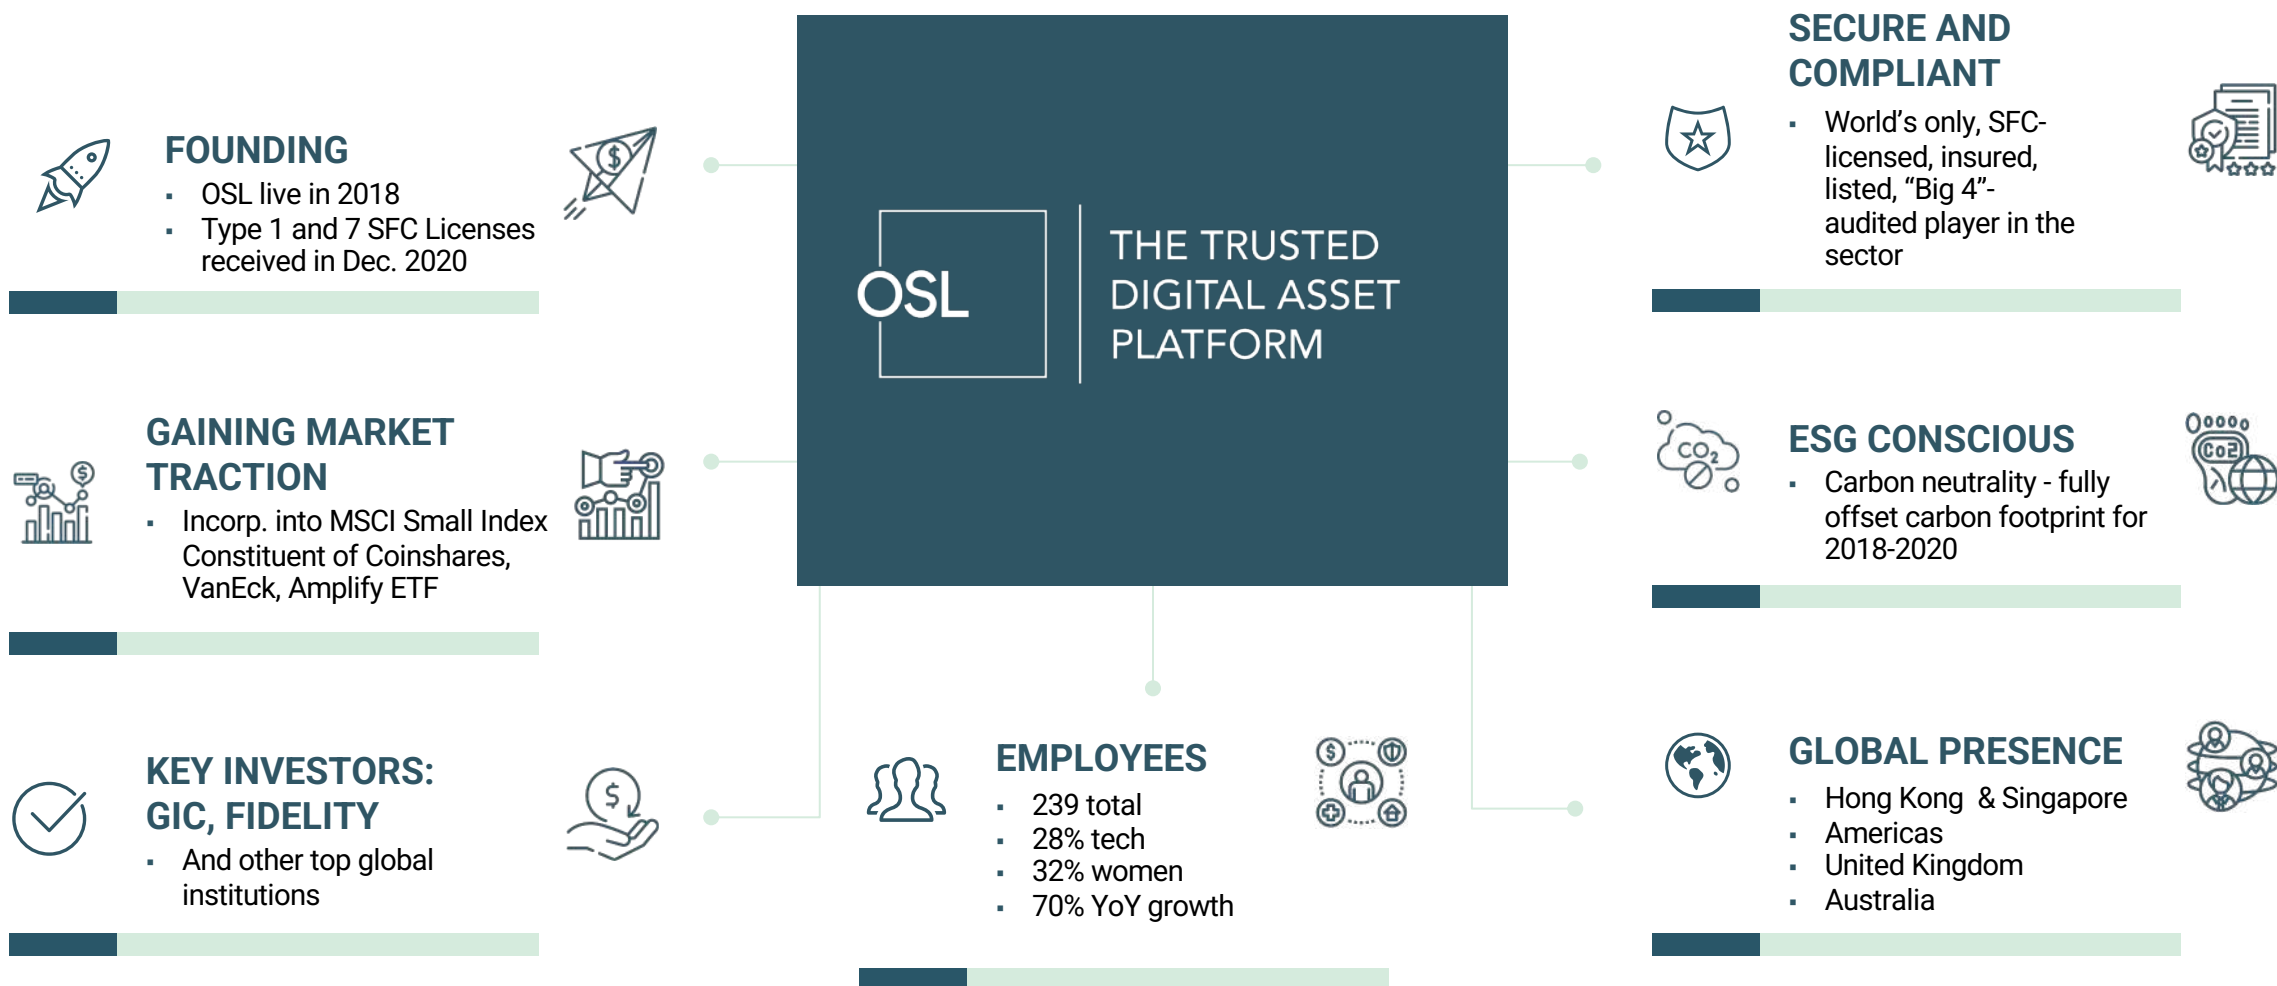 FOUNDING
▪ OSL live in 2018
▪ Type 1 and 7 SFC Licenses
received in Dec. 2020
$
GAINING MARKET
TRACTION
▪ Incorp. into MSCI Small Index
Constituent of Coinshares,
VanEck, Amplify ETF
$
KEY INVESTORS:
GIC, FIDELITY
▪ And other top global
institutions
$
OSL
THE TRUSTED
DIGITAL ASSET
PLATFORM
EMPLOYEES
▪ 239 total
▪ 28% tech
▪ 32% women
▪ 70% YoY growth
$
SECURE AND
COMPLIANT
▪ World's only, SFC-
licensed, insured,
listed, “Big 4”-
audited player in the
sector
CO₂
ESG CONSCIOUS
▪ Carbon neutrality - fully
offset carbon footprint for
2018-2020
Co2
GLOBAL PRESENCE
▪ Hong Kong & Singapore
▪ Americas
▪ United Kingdom
▪ Australia